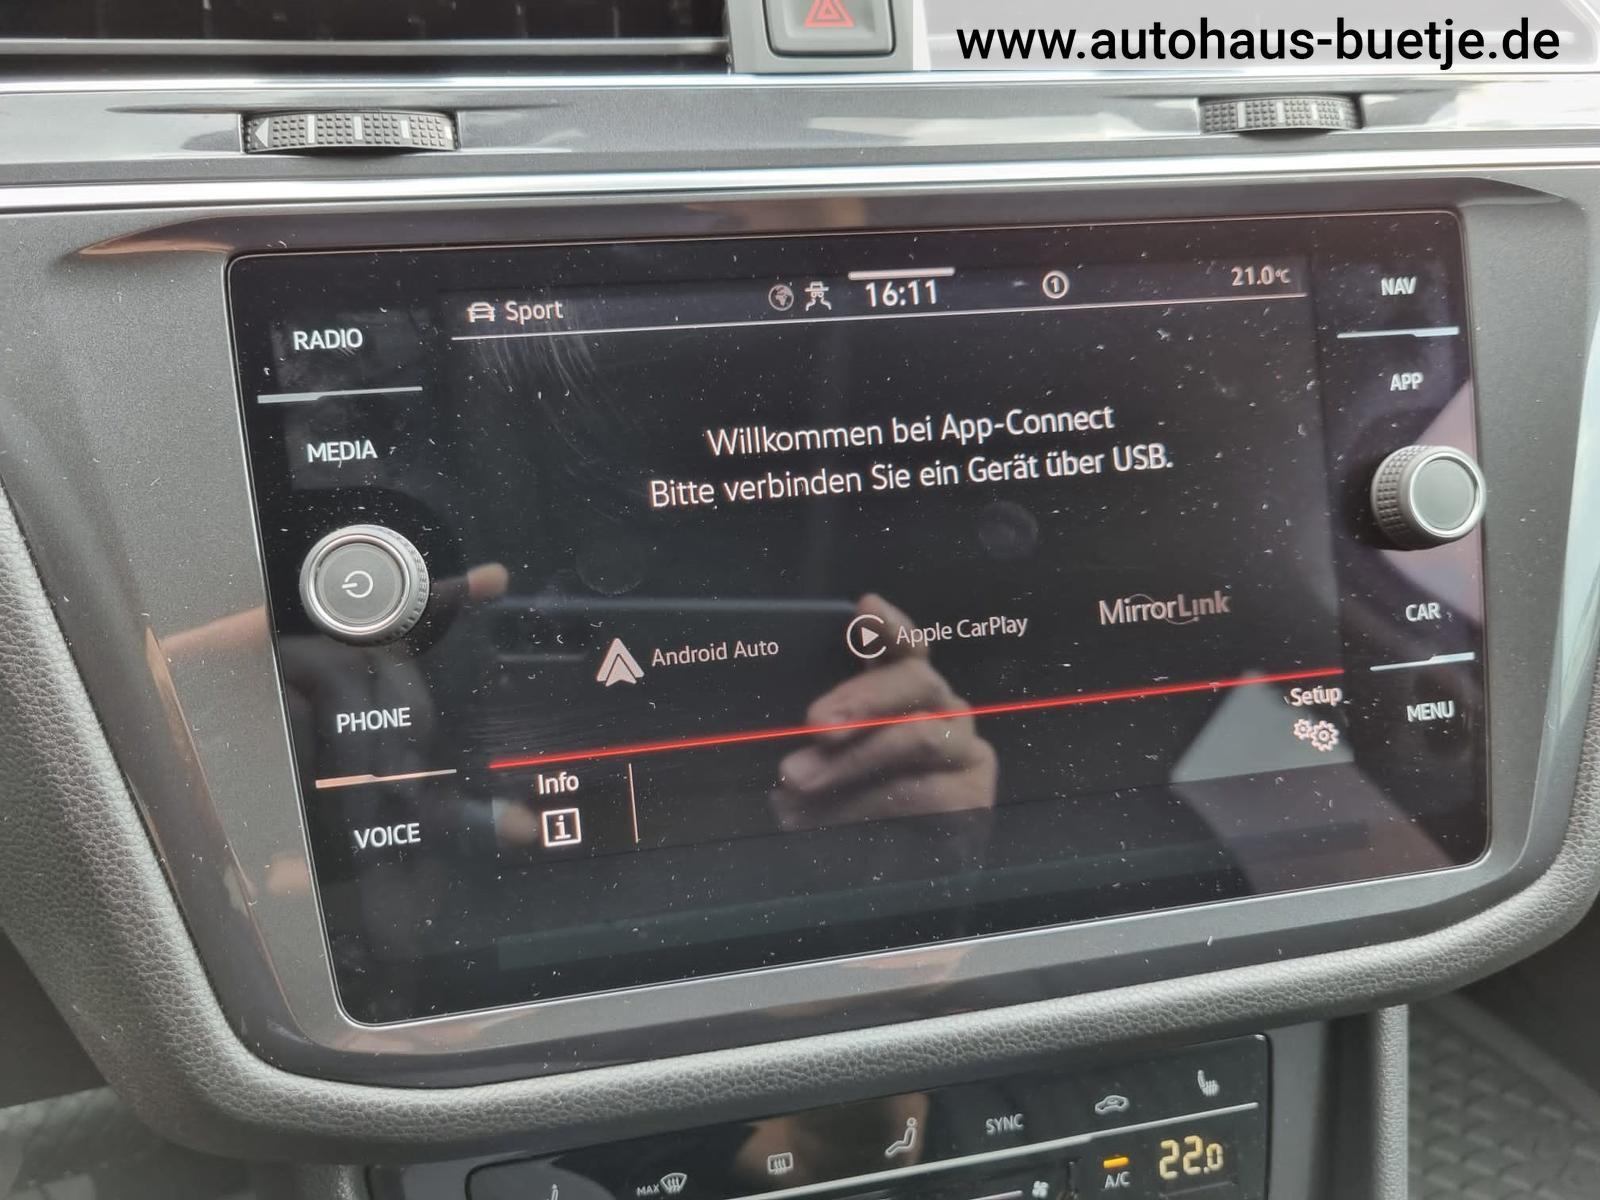 www.autohaus-buetje.de
Sport
16:11
1
21.0°C
NAV
RADIO
APP
MEDIA
Willkommen bei App-Connect
Bitte verbinden Sie ein Gerät über USB.
Android Auto
Apple CarPlay
MirrorLink
CAR
PHONE
Setup
MENU
Info
i
VOICE
SYNC
MAX
A/C
22.0